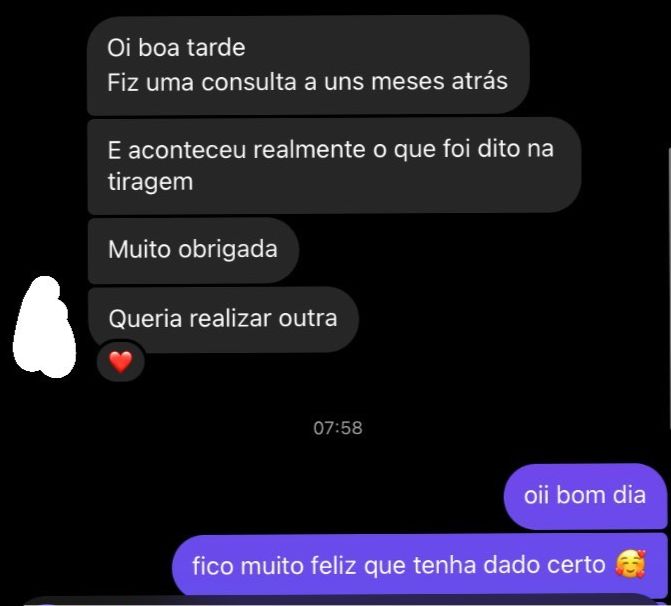 Oi boa tarde
Fiz uma consulta a uns meses atrás
E aconteceu realmente o que foi dito na
tiragem
Muito obrigada
Queria realizar outra
❤️
07:58
oii bom dia
fico muito feliz que tenha dado certo 🥰